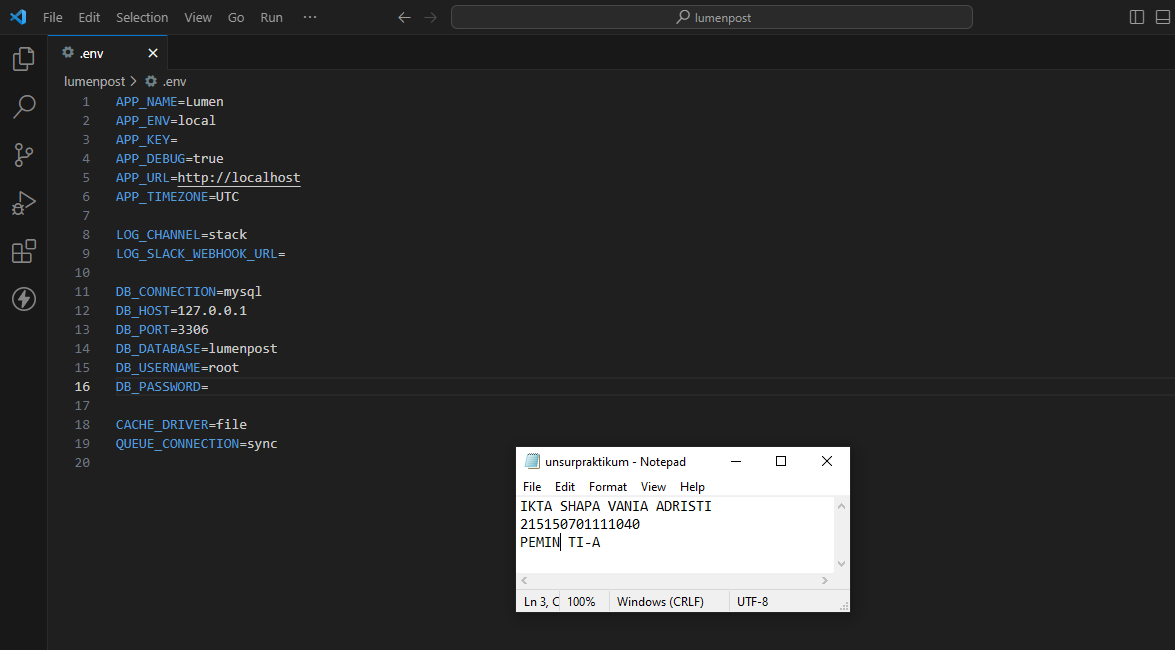 File Edit Selection View Go Run ···
lumenpost
.env
lumenpost > .env
1 APP_NAME=Lumen
2 APP_ENV=local
3 APP_KEY=
4 APP_DEBUG=true
5 APP_URL=http://localhost
6 APP_TIMEZONE=UTC
7
8 LOG_CHANNEL=stack
9 LOG_SLACK_WEBHOOK_URL=
10
11 DB_CONNECTION=mysql
12 DB_HOST=127.0.0.1
13 DB_PORT=3306
14 DB_DATABASE=lumenpost
15 DB_USERNAME=root
16 DB_PASSWORD=
17
18 CACHE_DRIVER=file
19 QUEUE_CONNECTION=sync
20
unsurpraktikum - Notepad
File Edit Format View Help
IKTA SHAPA VANIA ADRISTI
215150701111040
PEMIN TI-A
Ln 3, C 100% Windows (CRLF) UTF-8